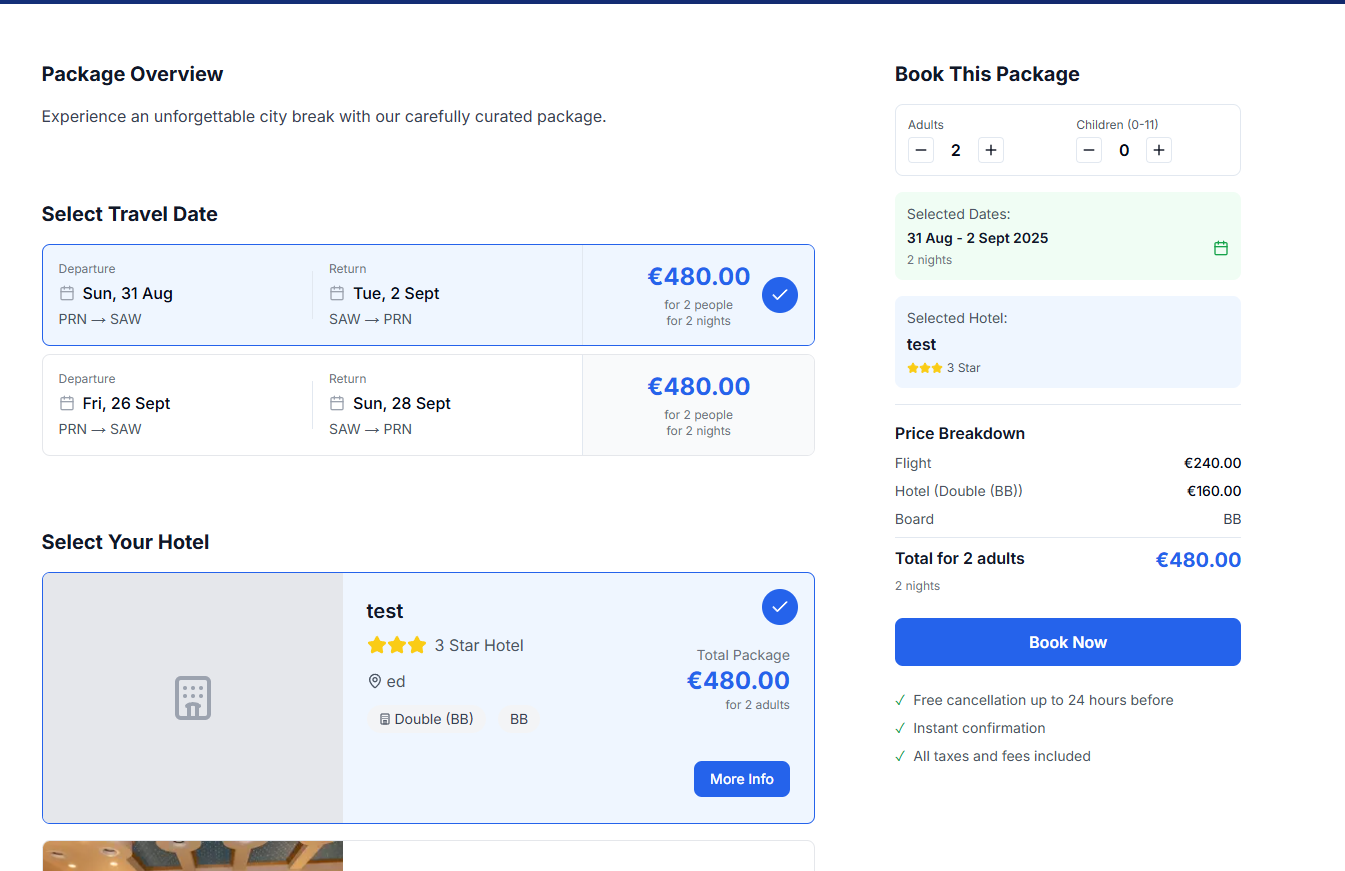 Package Overview
Experience an unforgettable city break with our carefully curated package.
Select Travel Date
Departure
Sun, 31 Aug
PRN → SAW
Return
Tue, 2 Sept
SAW → PRN
€480.00
for 2 people
for 2 nights
Departure
Fri, 26 Sept
PRN → SAW
Return
Sun, 28 Sept
SAW → PRN
€480.00
for 2 people
for 2 nights
Select Your Hotel
test
3 Star Hotel
ed
Double (BB)
BB
Total Package
€480.00
for 2 adults
More Info
Book This Package
Adults
2
Children (0-11)
0
Selected Dates:
31 Aug - 2 Sept 2025
2 nights
Selected Hotel:
test
3 Star
Price Breakdown
Flight €240.00
Hotel (Double (BB)) €160.00
Board BB
Total for 2 adults €480.00
2 nights
Book Now
✓ Free cancellation up to 24 hours before
✓ Instant confirmation
✓ All taxes and fees included